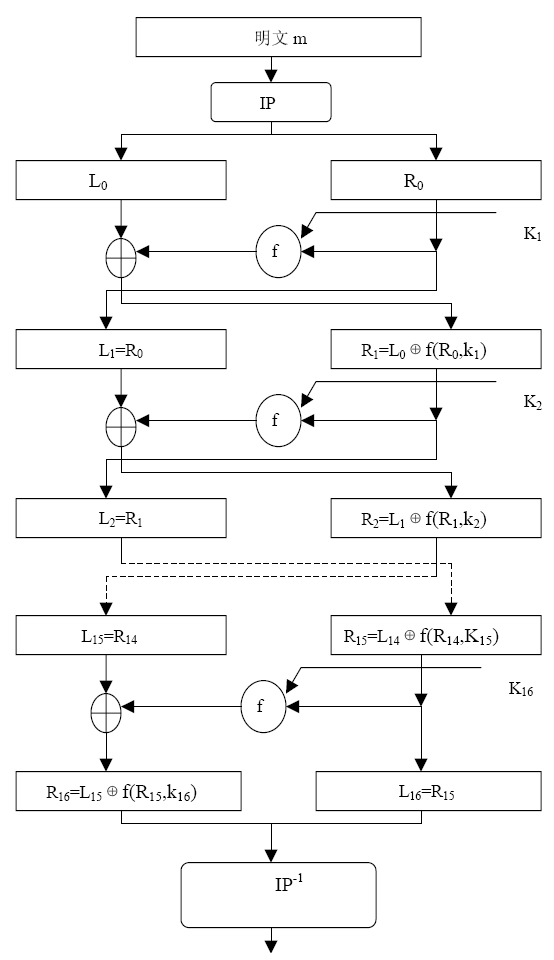 明文 m
IP
L₀
R₀
K₁
f
L₁=R₀
R₁=L₀⊕f(R₀,k₁)
K₂
f
L₂=R₁
R₂=L₁⊕f(R₁,k₂)
L₁₅=R₁₄
R₁₅=L₁₄⊕f(R₁₄,K₁₅)
K₁₆
f
R₁₆=L₁₅⊕f(R₁₅,k₁₆)
L₁₆=R₁₅
IP⁻¹